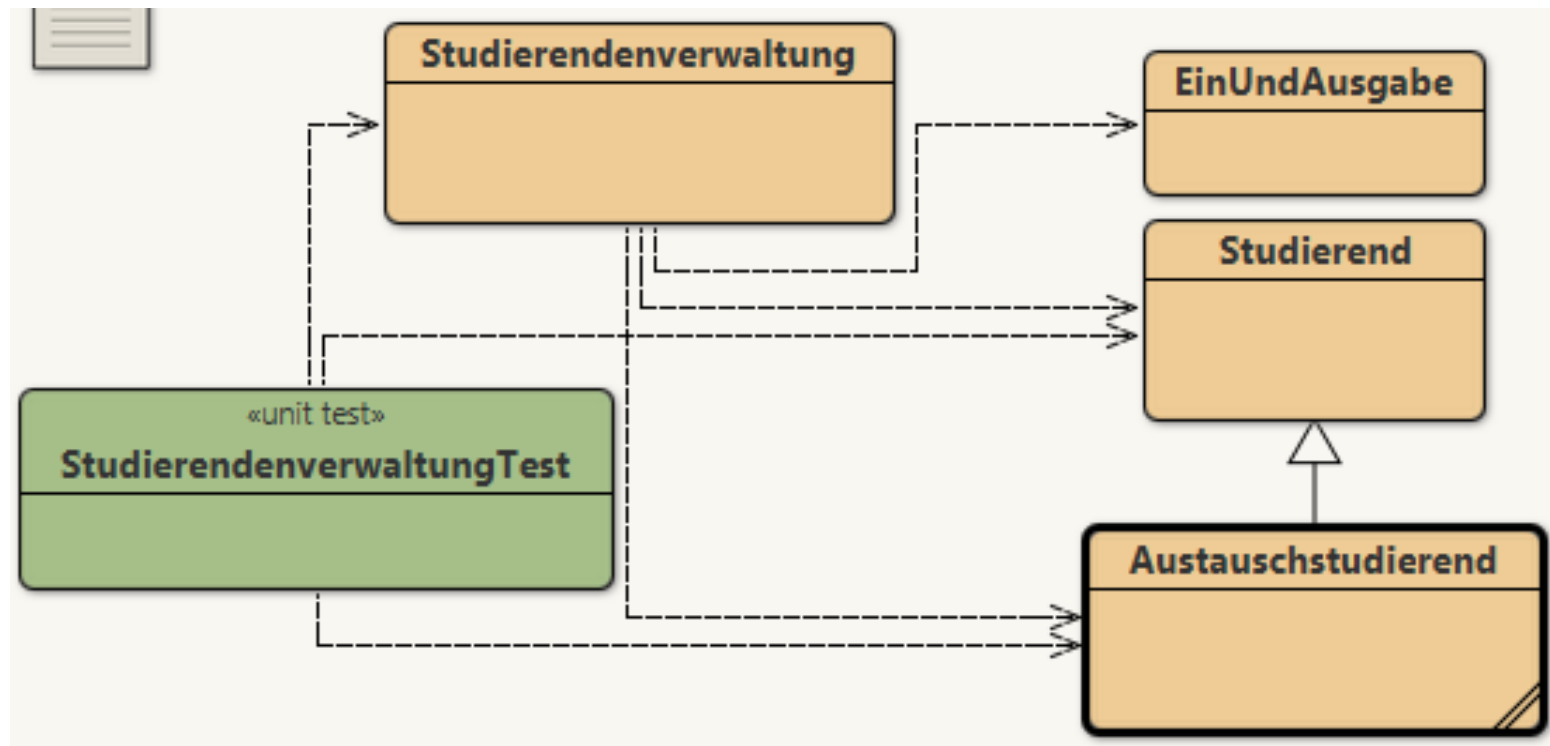 Studierendenverwaltung
EinUndAusgabe
Studierend
«unit test»
StudierendenverwaltungTest
Austauschstudierend